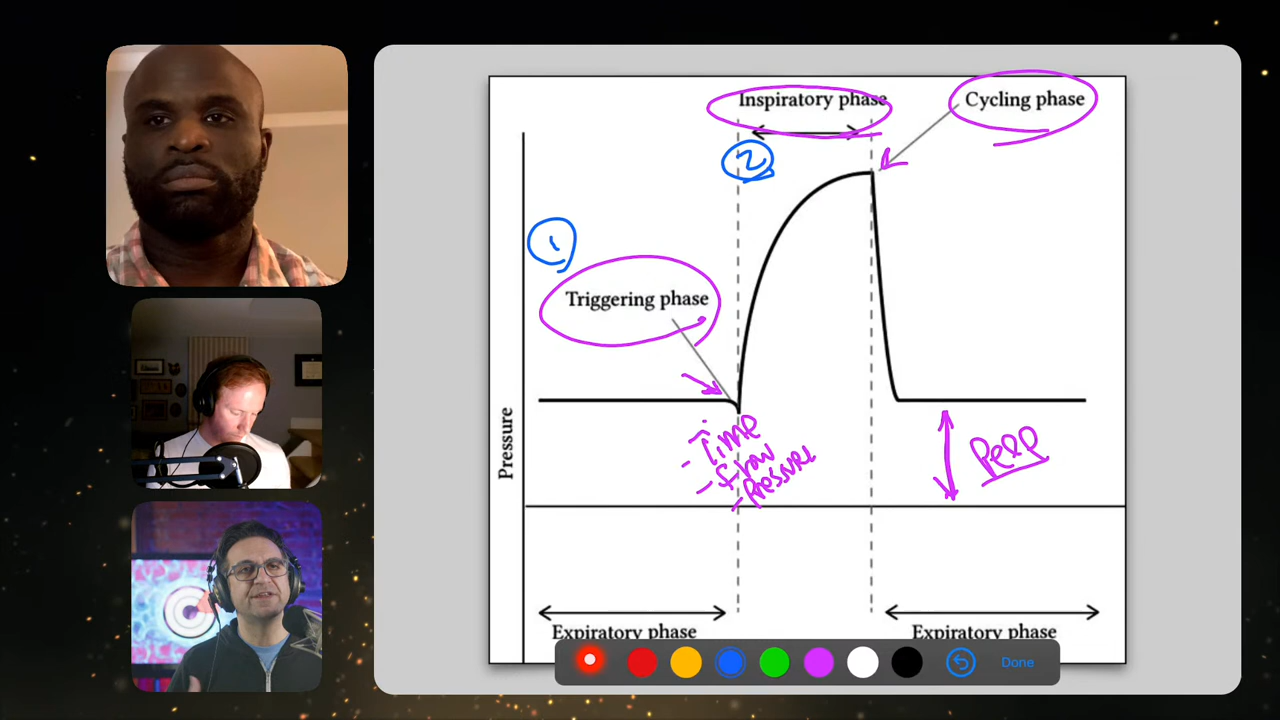 Inspiratory phase
Cycling phase
2
1
Triggering phase
Pressure
- Time
- flow
- Pressure
PEEP
Expiratory phase
Expiratory phase
Done